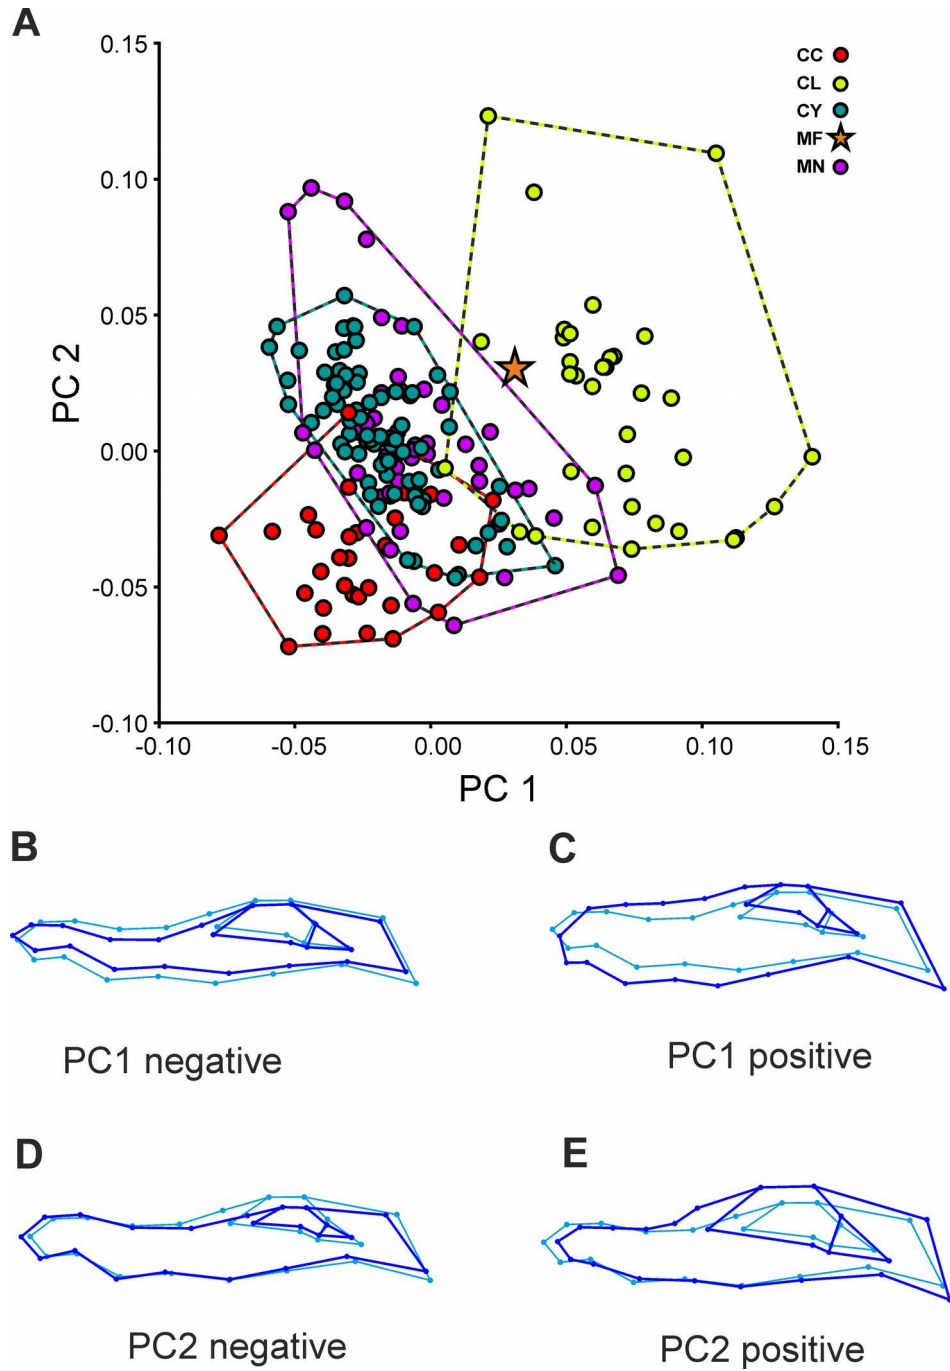 A
0.15
0.10
0.05
0.00
-0.05
-0.10
PC 2
CC
CL
CY
MF
MN
-0.10 -0.05 0.00 0.05 0.10 0.15
PC 1
B
C
PC1 negative
PC1 positive
D
E
PC2 negative
PC2 positive